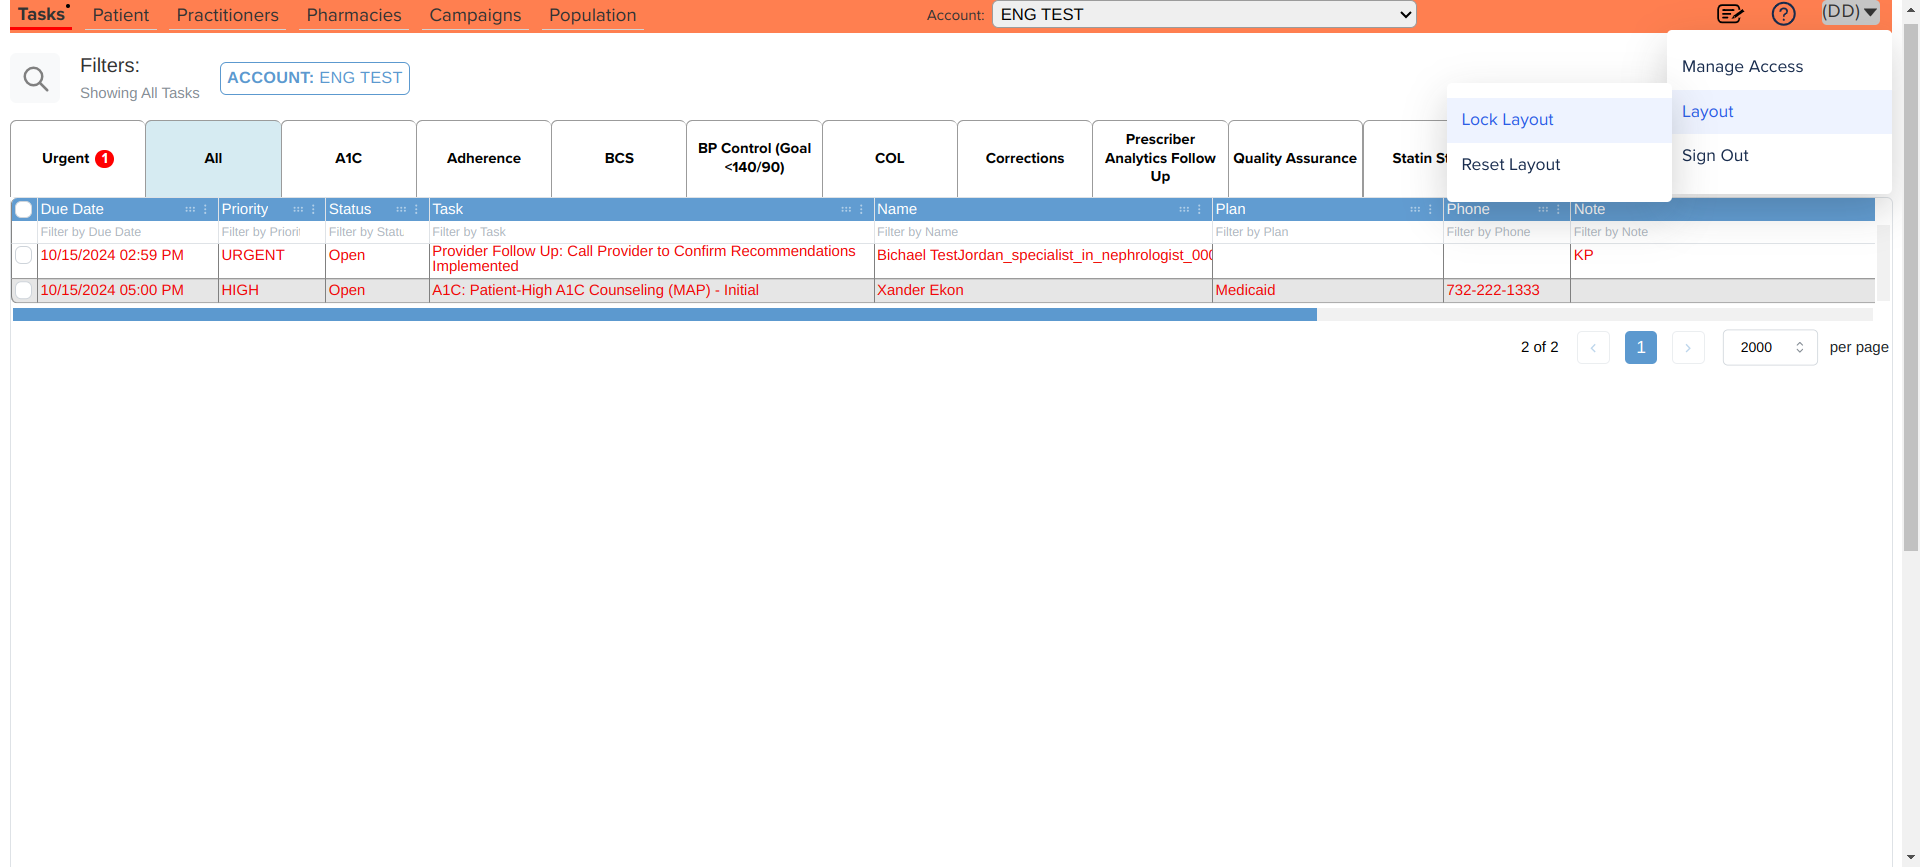 Tasks Patient Practitioners Pharmacies Campaigns Population Account: ENG TEST (DD)
Manage Access
Layout
Sign Out
Lock Layout
Reset Layout
Filters:
Showing All Tasks
ACCOUNT: ENG TEST
Urgent 1
All
A1C
Adherence
BCS
BP Control (Goal
<140/90)
COL
Corrections
Prescriber
Analytics Follow
Up
Quality Assurance
Statin St
Due Date Priority Status Task Name Plan Phone Note
Filter by Due Date Filter by Priori Filter by Statu Filter by Task Filter by Name Filter by Plan Filter by Phone Filter by Note
10/15/2024 02:59 PM URGENT Open Provider Follow Up: Call Provider to Confirm Recommendations
Implemented
Bichael TestJordan_specialist_in_nephrologist_000 KP
10/15/2024 05:00 PM HIGH Open A1C: Patient-High A1C Counseling (MAP) - Initial Xander Ekon Medicaid 732-222-1333
2 of 2 1 2000 per page